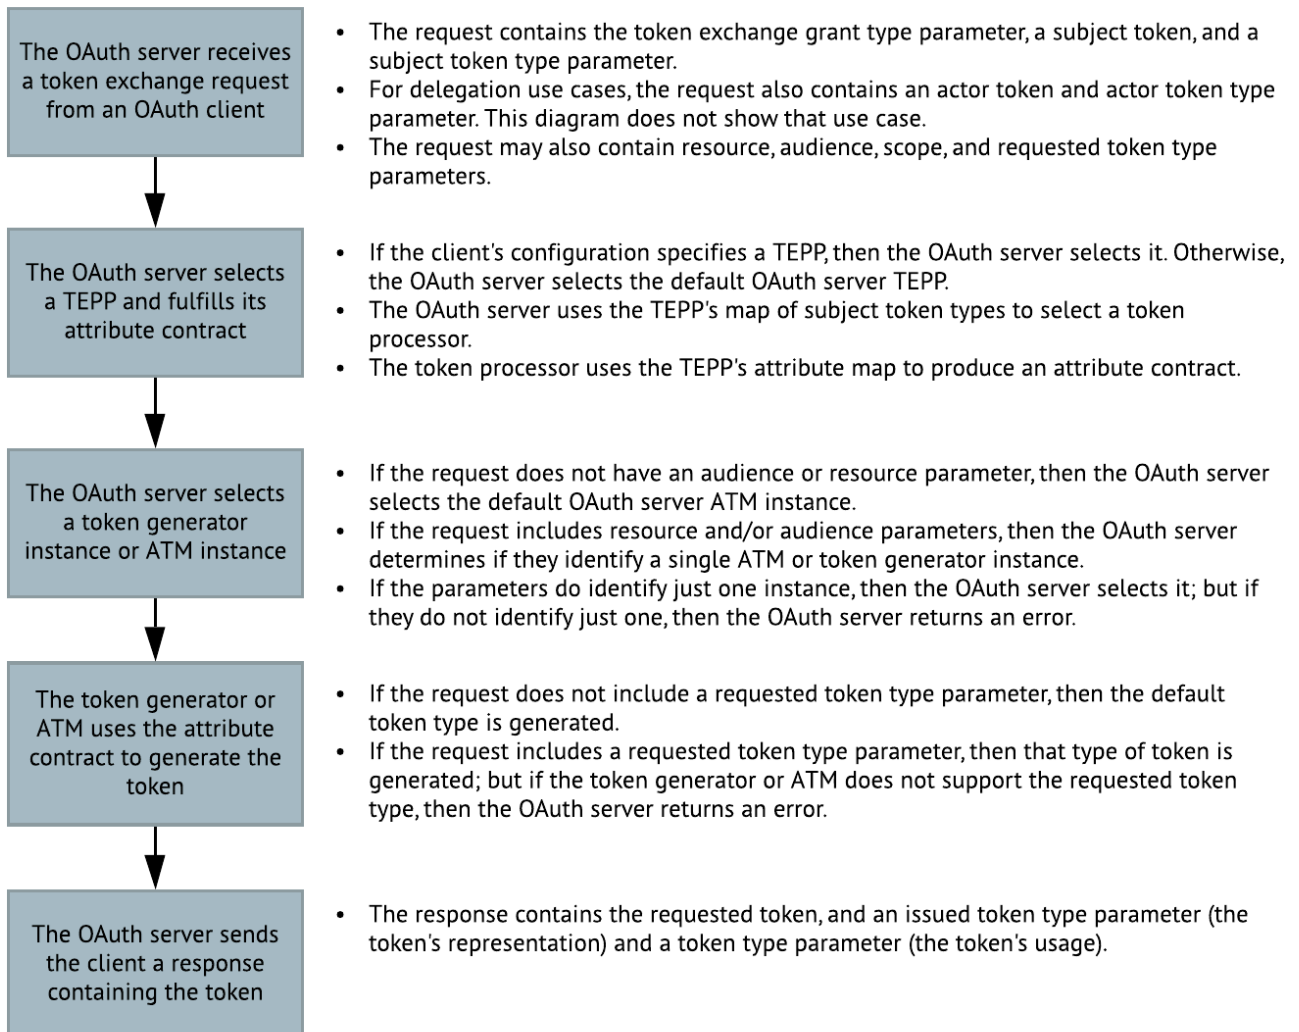 The OAuth server receives
a token exchange request
from an OAuth client
• The request contains the token exchange grant type parameter, a subject token, and a
subject token type parameter.
• For delegation use cases, the request also contains an actor token and actor token type
parameter. This diagram does not show that use case.
• The request may also contain resource, audience, scope, and requested token type
parameters.
The OAuth server selects
a TEPP and fulfills its
attribute contract
• If the client's configuration specifies a TEPP, then the OAuth server selects it. Otherwise,
the OAuth server selects the default OAuth server TEPP.
• The OAuth server uses the TEPP's map of subject token types to select a token
processor.
• The token processor uses the TEPP's attribute map to produce an attribute contract.
The OAuth server selects
a token generator
instance or ATM instance
• If the request does not have an audience or resource parameter, then the OAuth server
selects the default OAuth server ATM instance.
• If the request includes resource and/or audience parameters, then the OAuth server
determines if they identify a single ATM or token generator instance.
• If the parameters do identify just one instance, then the OAuth server selects it; but if
they do not identify just one, then the OAuth server returns an error.
The token generator or
ATM uses the attribute
contract to generate the
token
• If the request does not include a requested token type parameter, then the default
token type is generated.
• If the request includes a requested token type parameter, then that type of token is
generated; but if the token generator or ATM does not support the requested token
type, then the OAuth server returns an error.
The OAuth server sends
the client a response
containing the token
• The response contains the requested token, and an issued token type parameter (the
token's representation) and a token type parameter (the token's usage).